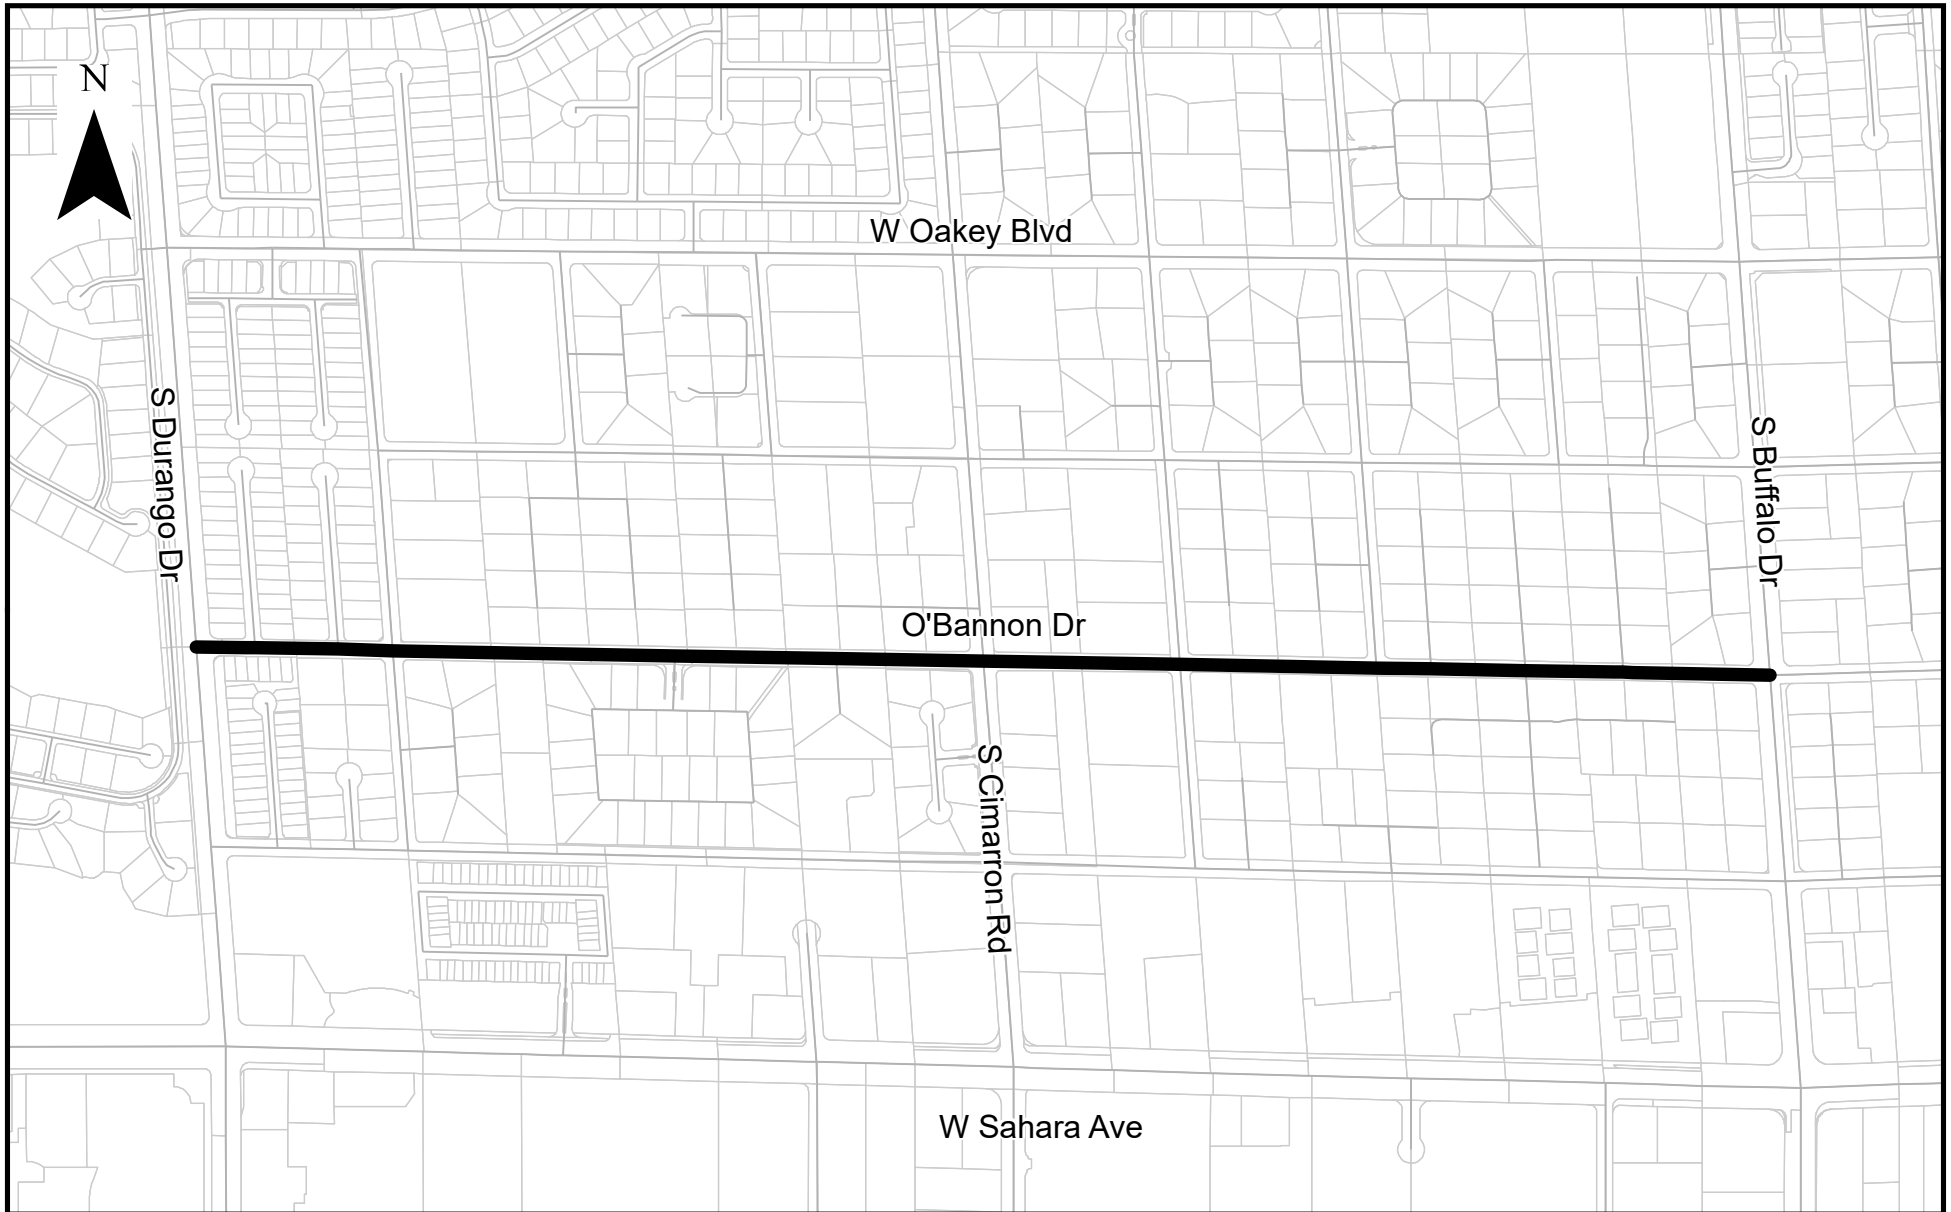 N
W Oakey Blvd
S Durango Dr
S Buffalo Dr
O'Bannon Dr
S Cimarron Rd
W Sahara Ave